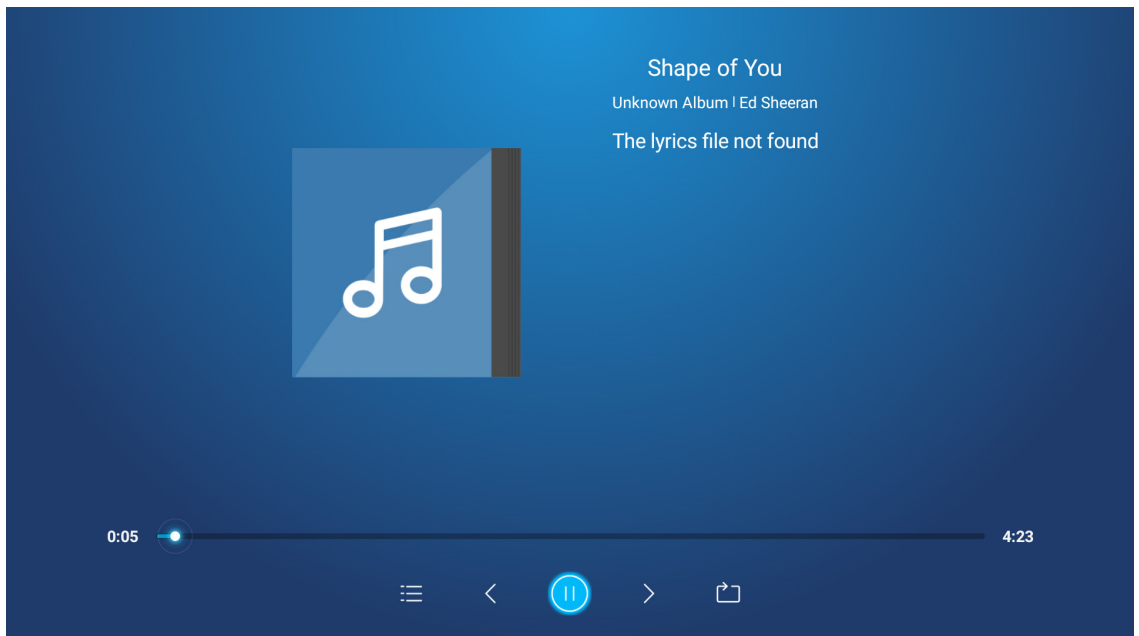 Shape of You
Unknown Album | Ed Sheeran
The lyrics file not found
0:05
4:23